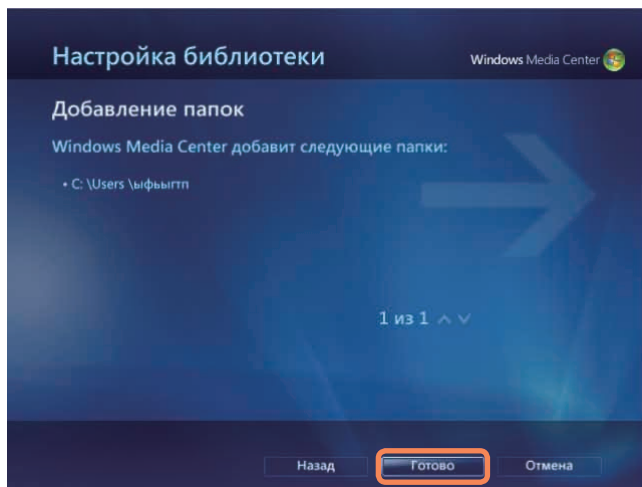 Настройка библиотеки
Windows Media Center
Добавление папок
Windows Media Center добавит следующие папки:
• C: \Users \ыфьыгтп
1 из 1
Назад
Готово
Отмена